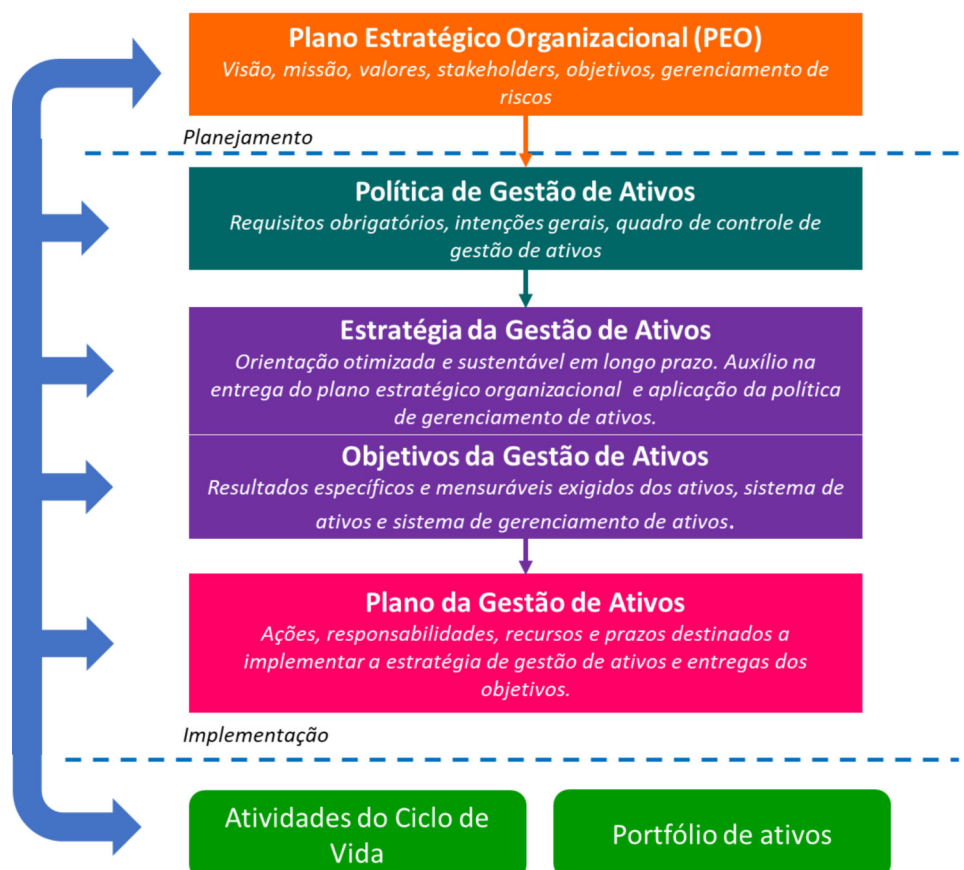 Plano Estratégico Organizacional (PEO)
Visão, missão, valores, stakeholders, objetivos, gerenciamento de
riscos
Planejamento
Política de Gestão de Ativos
Requisitos obrigatórios, intenções gerais, quadro de controle de
gestão de ativos
Estratégia da Gestão de Ativos
Orientação otimizada e sustentável em longo prazo. Auxílio na
entrega do plano estratégico organizacional e aplicação da política
de gerenciamento de ativos.
Objetivos da Gestão de Ativos
Resultados específicos e mensuráveis exigidos dos ativos, sistema de
ativos e sistema de gerenciamento de ativos.
Plano da Gestão de Ativos
Ações, responsabilidades, recursos e prazos destinados a
implementar a estratégia de gestão de ativos e entregas dos
objetivos.
Implementação
Atividades do Ciclo de
Vida
Portfólio de ativos